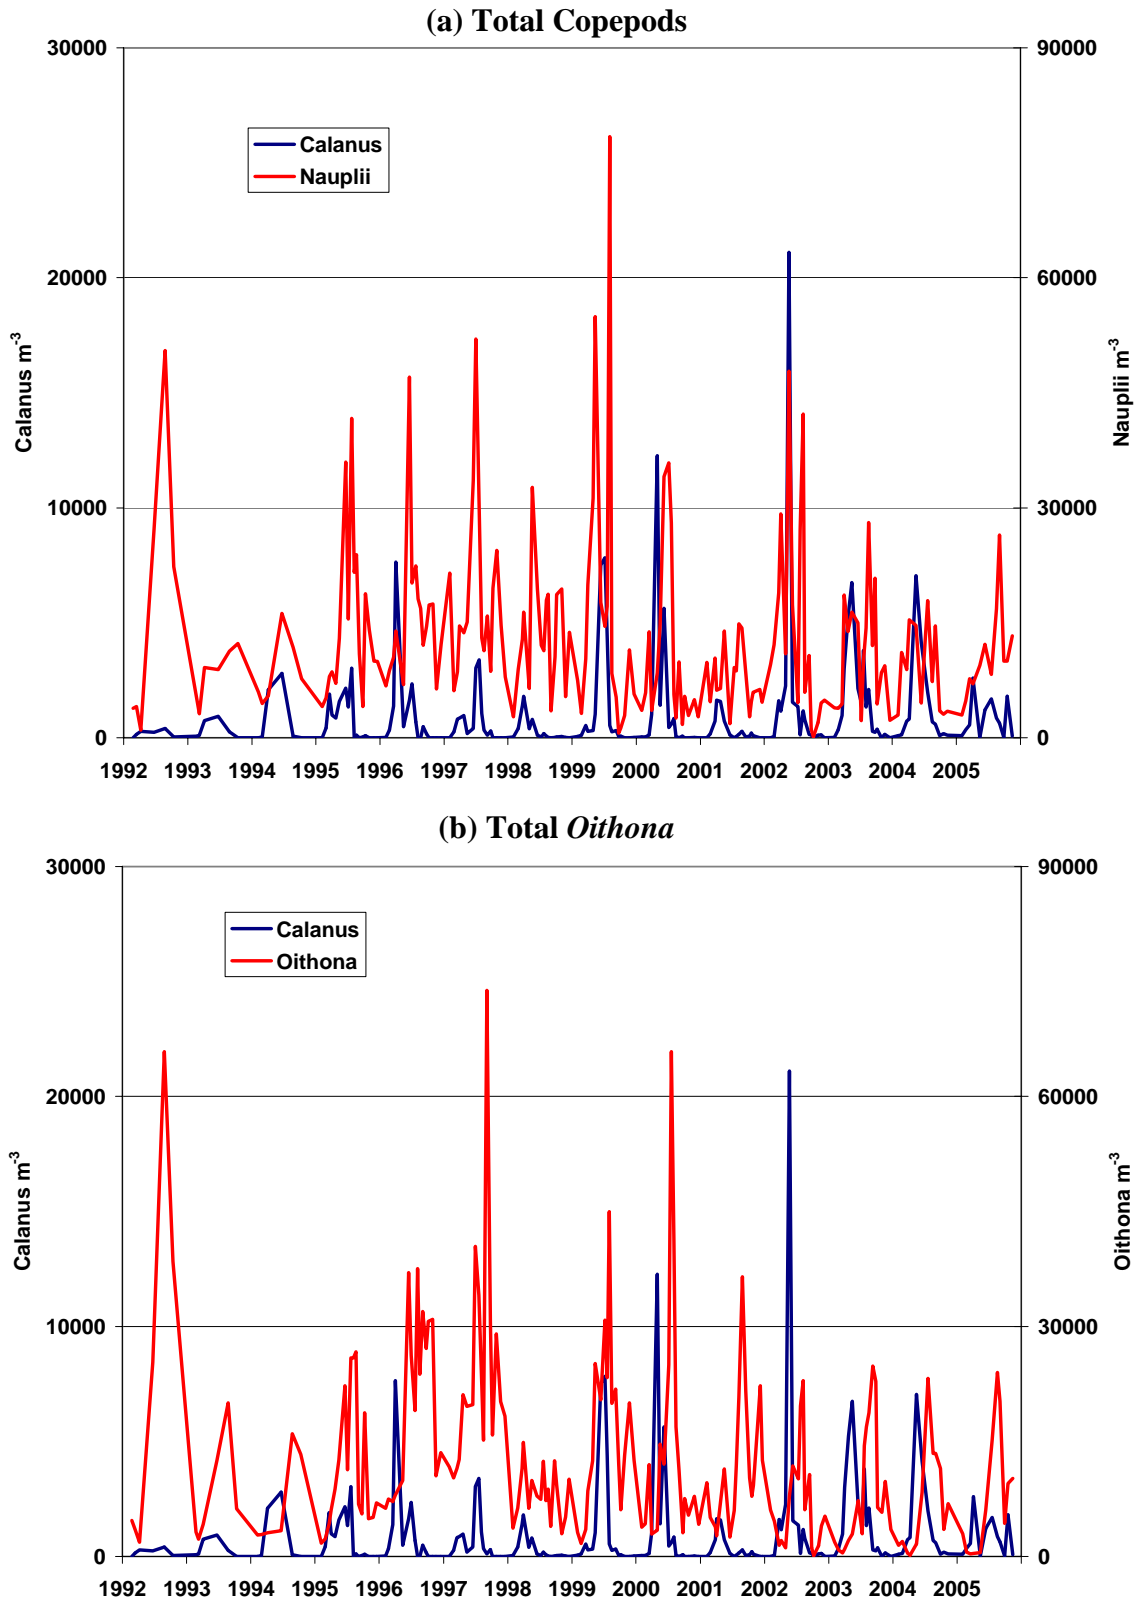 (a) Total Copepods
30000
90000
Calanus
Nauplii
20000
60000
Calanus m-3
Nauplii m-3
10000
30000
0
0
1992 1993 1994 1995 1996 1997 1998 1999 2000 2001 2002 2003 2004 2005
(b) Total Oithona
30000
90000
Calanus
Oithona
20000
60000
Calanus m-3
Oithona m-3
10000
30000
0
0
1992 1993 1994 1995 1996 1997 1998 1999 2000 2001 2002 2003 2004 2005